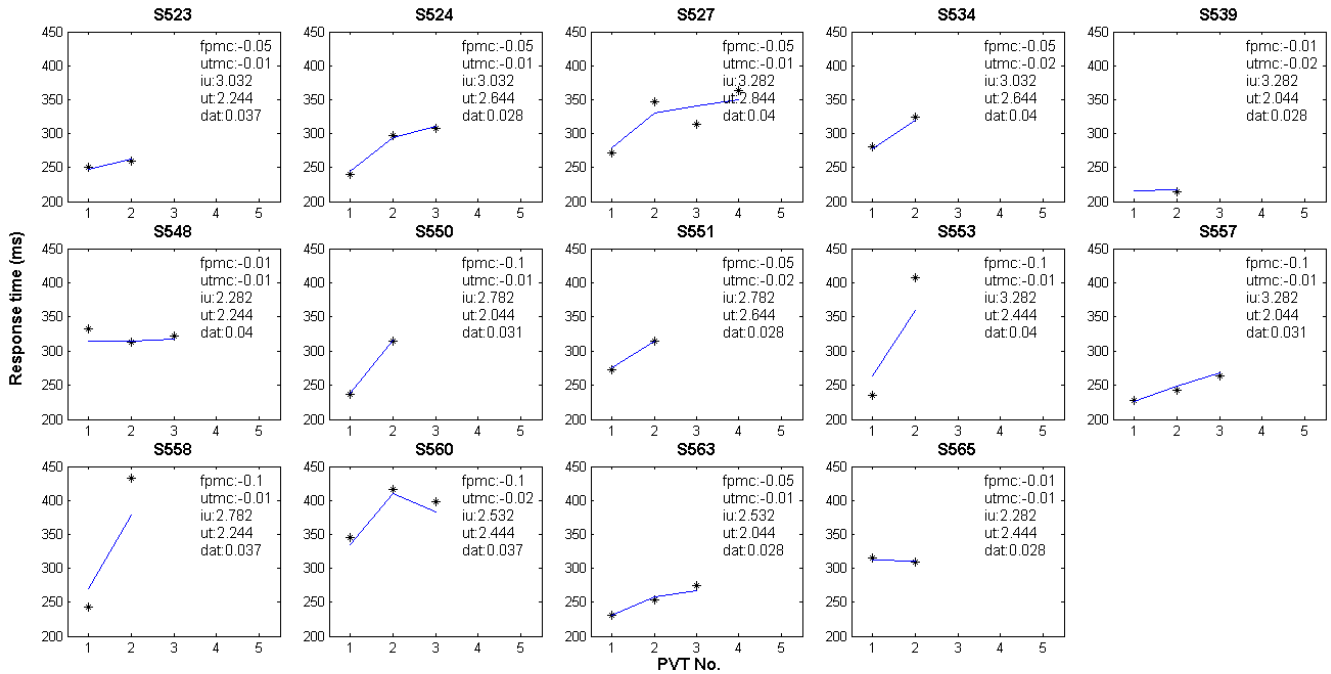 S523
450
400
350
300
250
200
1 2 3 4 5
fpmc:-0.05
utmc:-0.01
iu:3.032
ut:2.244
dat:0.037
S524
450
400
350
300
250
200
1 2 3 4 5
fpmc:-0.05
utmc:-0.01
iu:3.032
ut:2.644
dat:0.028
S527
450
400
350
300
250
200
1 2 3 4 5
fpmc:-0.05
utmc:-0.01
iu:3.282
ut:2.644
dat:0.04
S534
450
400
350
300
250
200
1 2 3 4 5
fpmc:-0.05
utmc:-0.02
iu:3.032
ut:2.644
dat:0.04
S539
450
400
350
300
250
200
1 2 3 4 5
fpmc:-0.01
utmc:-0.02
iu:3.282
ut:2.044
dat:0.028
Response time (ms)
S548
450
400
350
300
250
200
1 2 3 4 5
fpmc:-0.01
utmc:-0.01
iu:2.282
ut:2.244
dat:0.04
S550
450
400
350
300
250
200
1 2 3 4 5
fpmc:-0.1
utmc:-0.01
iu:2.782
ut:2.044
dat:0.031
S551
450
400
350
300
250
200
1 2 3 4 5
fpmc:-0.05
utmc:-0.02
iu:2.782
ut:2.644
dat:0.028
S553
450
400
350
300
250
200
1 2 3 4 5
fpmc:-0.1
utmc:-0.01
iu:3.282
ut:2.444
dat:0.04
S557
450
400
350
300
250
200
1 2 3 4 5
fpmc:-0.1
utmc:-0.01
iu:3.282
ut:2.044
dat:0.031
S558
450
400
350
300
250
200
1 2 3 4 5
fpmc:-0.1
utmc:-0.01
iu:2.782
ut:2.244
dat:0.037
S560
450
400
350
300
250
200
1 2 3 4 5
fpmc:-0.1
utmc:-0.02
iu:2.532
ut:2.444
dat:0.037
S563
450
400
350
300
250
200
1 2 3 4 5
fpmc:-0.05
utmc:-0.01
iu:2.532
ut:2.044
dat:0.028
S565
450
400
350
300
250
200
1 2 3 4 5
fpmc:-0.01
utmc:-0.01
iu:2.282
ut:2.444
dat:0.028
PVT No.